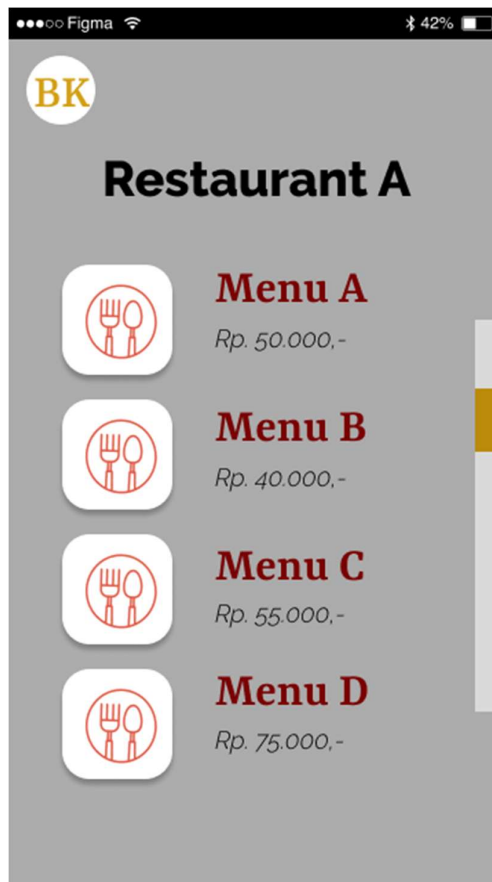 Figma 42%
BK
Restaurant A
Menu A
Rp. 50.000,-
Menu B
Rp. 40.000,-
Menu C
Rp. 55.000,-
Menu D
Rp. 75.000,-